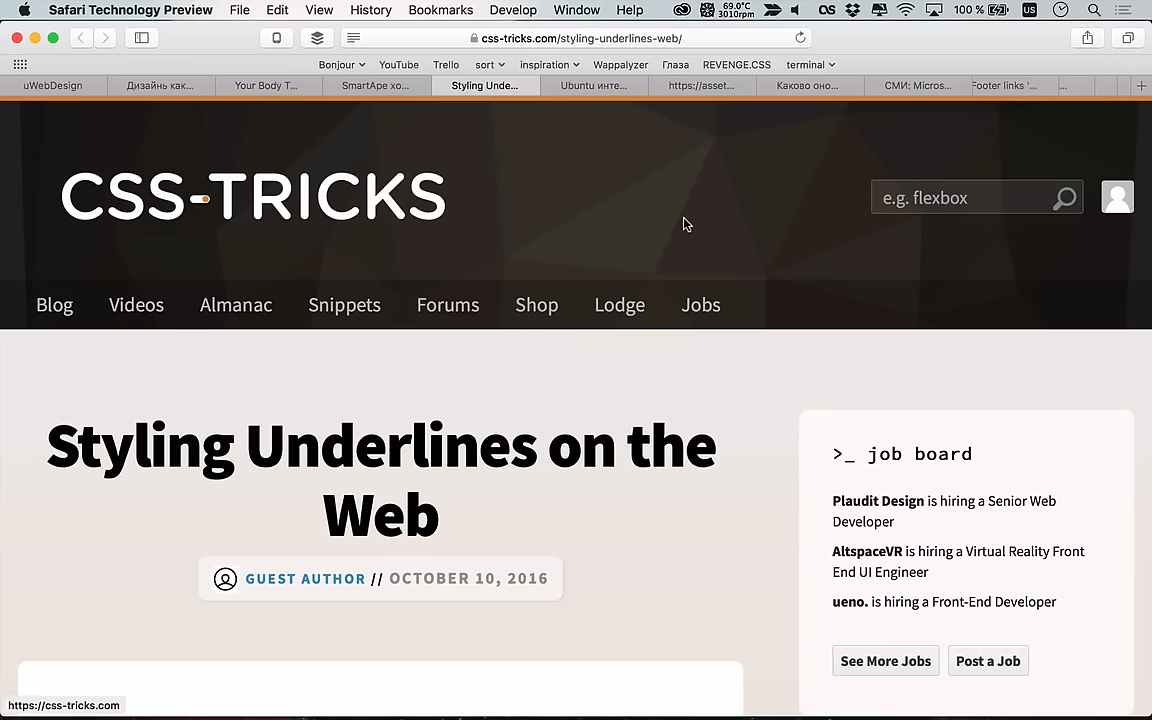 Safari Technology Preview File Edit View History Bookmarks Develop Window Help 69.0°C 3010rpm OS 100 % US
css-tricks.com/styling-underlines-web/
Bonjour YouTube Trello sort inspiration Wappalyzer Глаза REVENGE.CSS terminal
uWebDesign Дизайнь как... Your Body T... SmartApe хо... Styling Unde... Ubuntu инте... https://asset... Каково оно... СМИ: Micros... Footer links '... ...
CSS-TRICKS
e.g. flexbox
Blog Videos Almanac Snippets Forums Shop Lodge Jobs
Styling Underlines on the
Web
GUEST AUTHOR // OCTOBER 10, 2016
>_ job board
Plaudit Design is hiring a Senior Web
Developer
AltspaceVR is hiring a Virtual Reality Front
End UI Engineer
ueno. is hiring a Front-End Developer
See More Jobs Post a Job
https://css-tricks.com